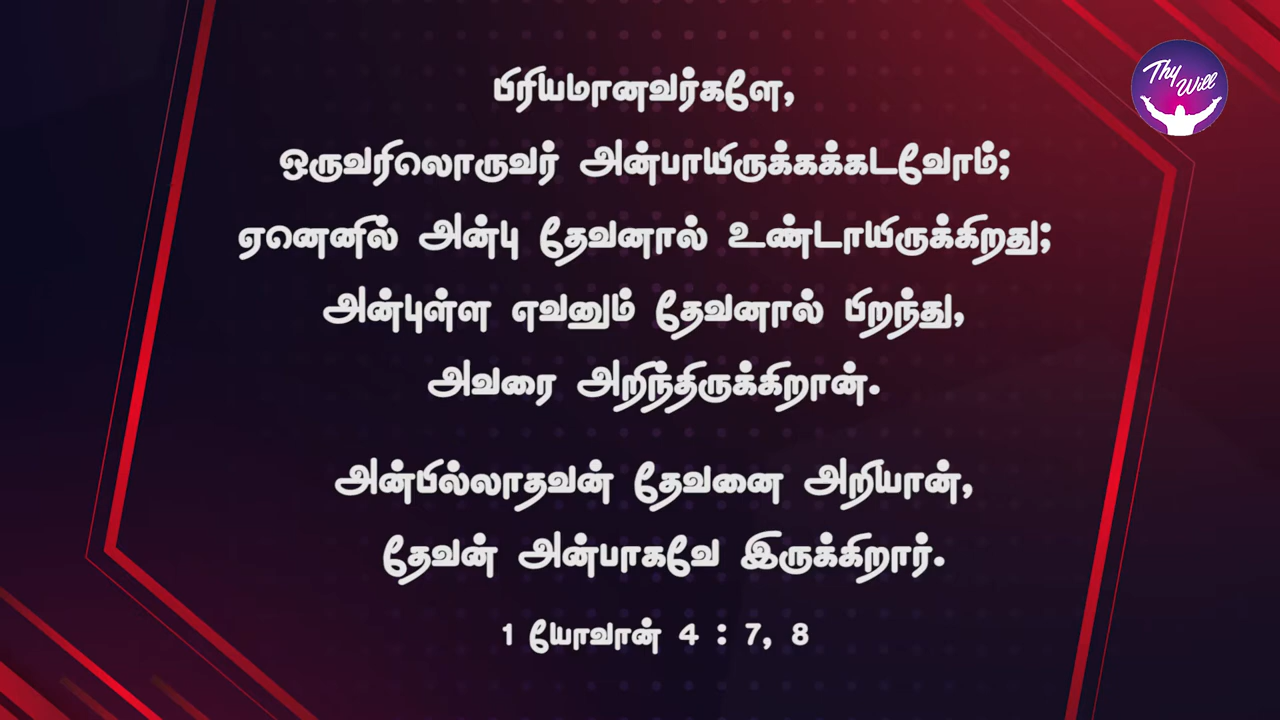 Thy Will
பிரியமானவர்களே,
ஒருவரிலொருவர் அன்பாயிருக்கக்கடவோம்;
ஏனெனில் அன்பு தேவனால் உண்டாயிருக்கிறது;
அன்புள்ள எவனும் தேவனால் பிறந்து,
அவரை அறிந்திருக்கிறான்.
அன்பில்லாதவன் தேவனை அறியான்,
தேவன் அன்பாகவே இருக்கிறார்.
1 யோவான் 4 : 7, 8